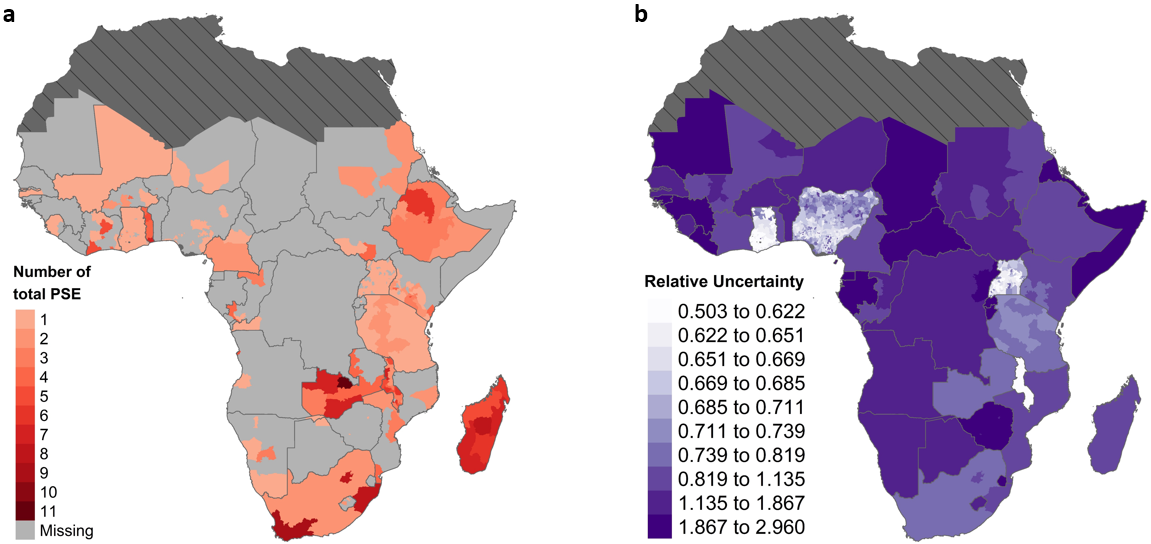 a
b
Number of
total PSE
1
2
3
4
5
6
7
8
9
10
11
Missing
Relative Uncertainty
0.503 to 0.622
0.622 to 0.651
0.651 to 0.669
0.669 to 0.685
0.685 to 0.711
0.711 to 0.739
0.739 to 0.819
0.819 to 1.135
1.135 to 1.867
1.867 to 2.960